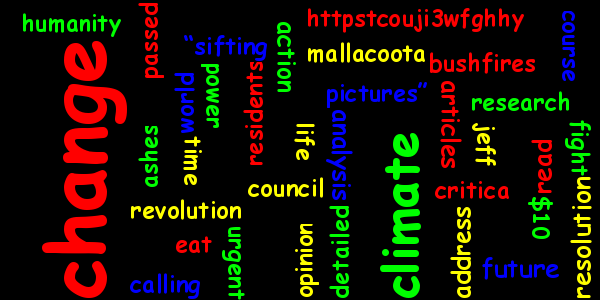 humanity
change
passed
“sifting
action
httpstcouji3wfghhy
mallacoota
bushfires
course
world
power
residents
pictures”
articles
research
ashes
time
life
analysis
climate
jeff
fight
read
council
critica
revolution
$10
resolution
eat
urgent
opinion
detailed
address
future
calling